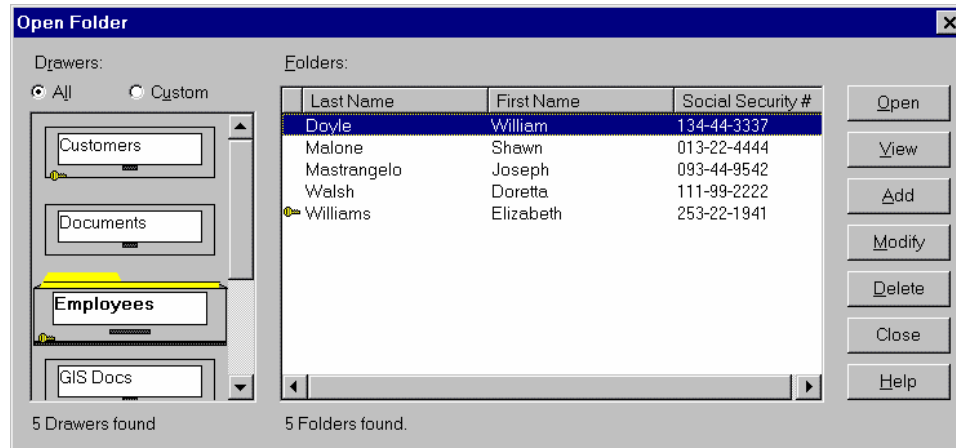 Open Folder
Drawers:
All Custom
Customers
Documents
Employees
GIS Docs
5 Drawers found
Folders:
Last Name First Name Social Security #
Doyle William 134-44-3337
Malone Shawn 013-22-4444
Mastrangelo Joseph 093-44-9542
Walsh Doretta 111-99-2222
Williams Elizabeth 253-22-1941
5 Folders found.
Open
View
Add
Modify
Delete
Close
Help